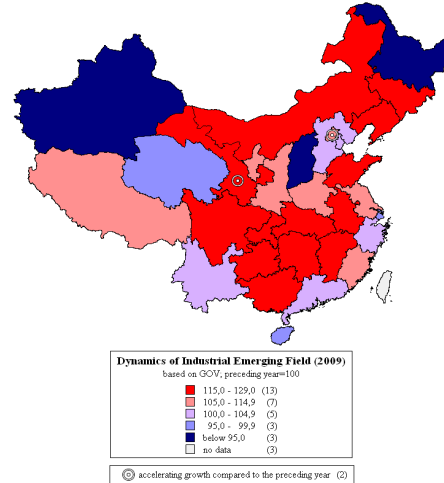 Dynamics of Industrial Emerging Field (2009)
based on GOV; preceding year=100
115,0 - 129,0 (13)
105,0 - 114,9 (7)
100,0 - 104,9 (5)
95,0 - 99,9 (3)
below 95,0 (3)
no data (3)
accelerating growth compared to the preceding year (2)